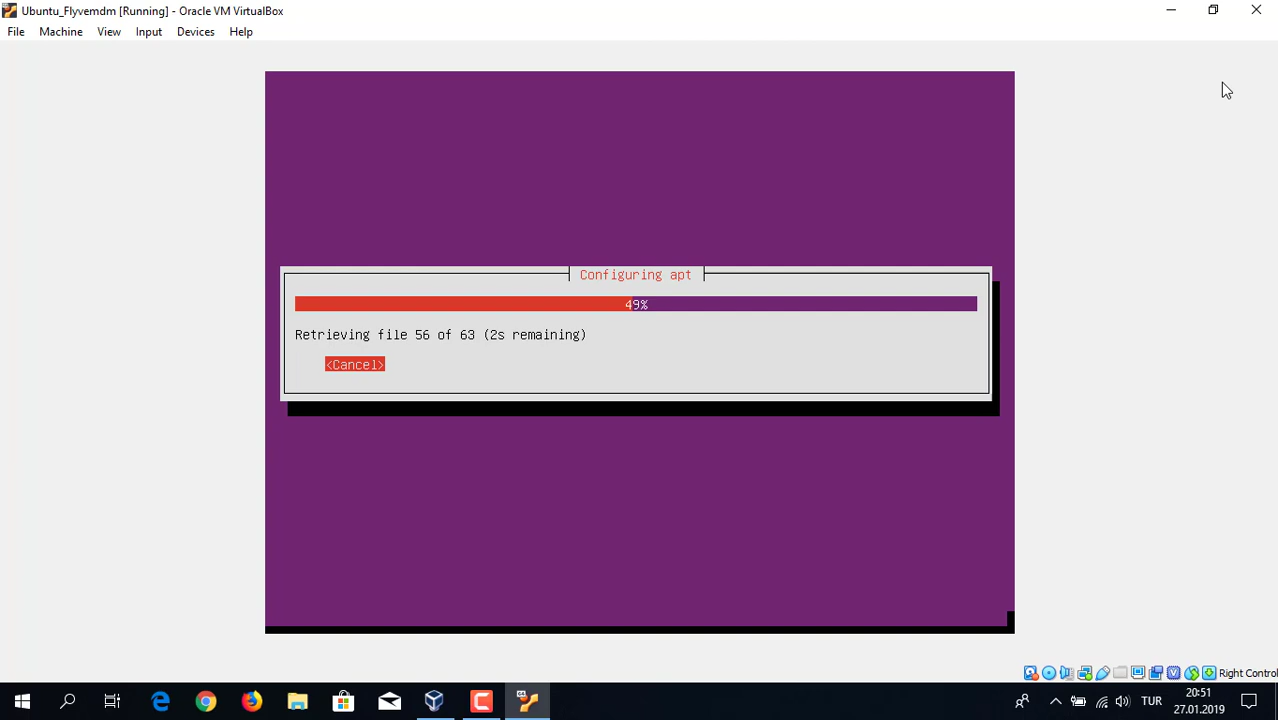 Ubuntu_Flyvemdm [Running] - Oracle VM VirtualBox
File Machine View Input Devices Help
Configuring apt
49%
Retrieving file 56 of 63 (2s remaining)
<Cancel>
Right Control
TUR
20:51
27.01.2019